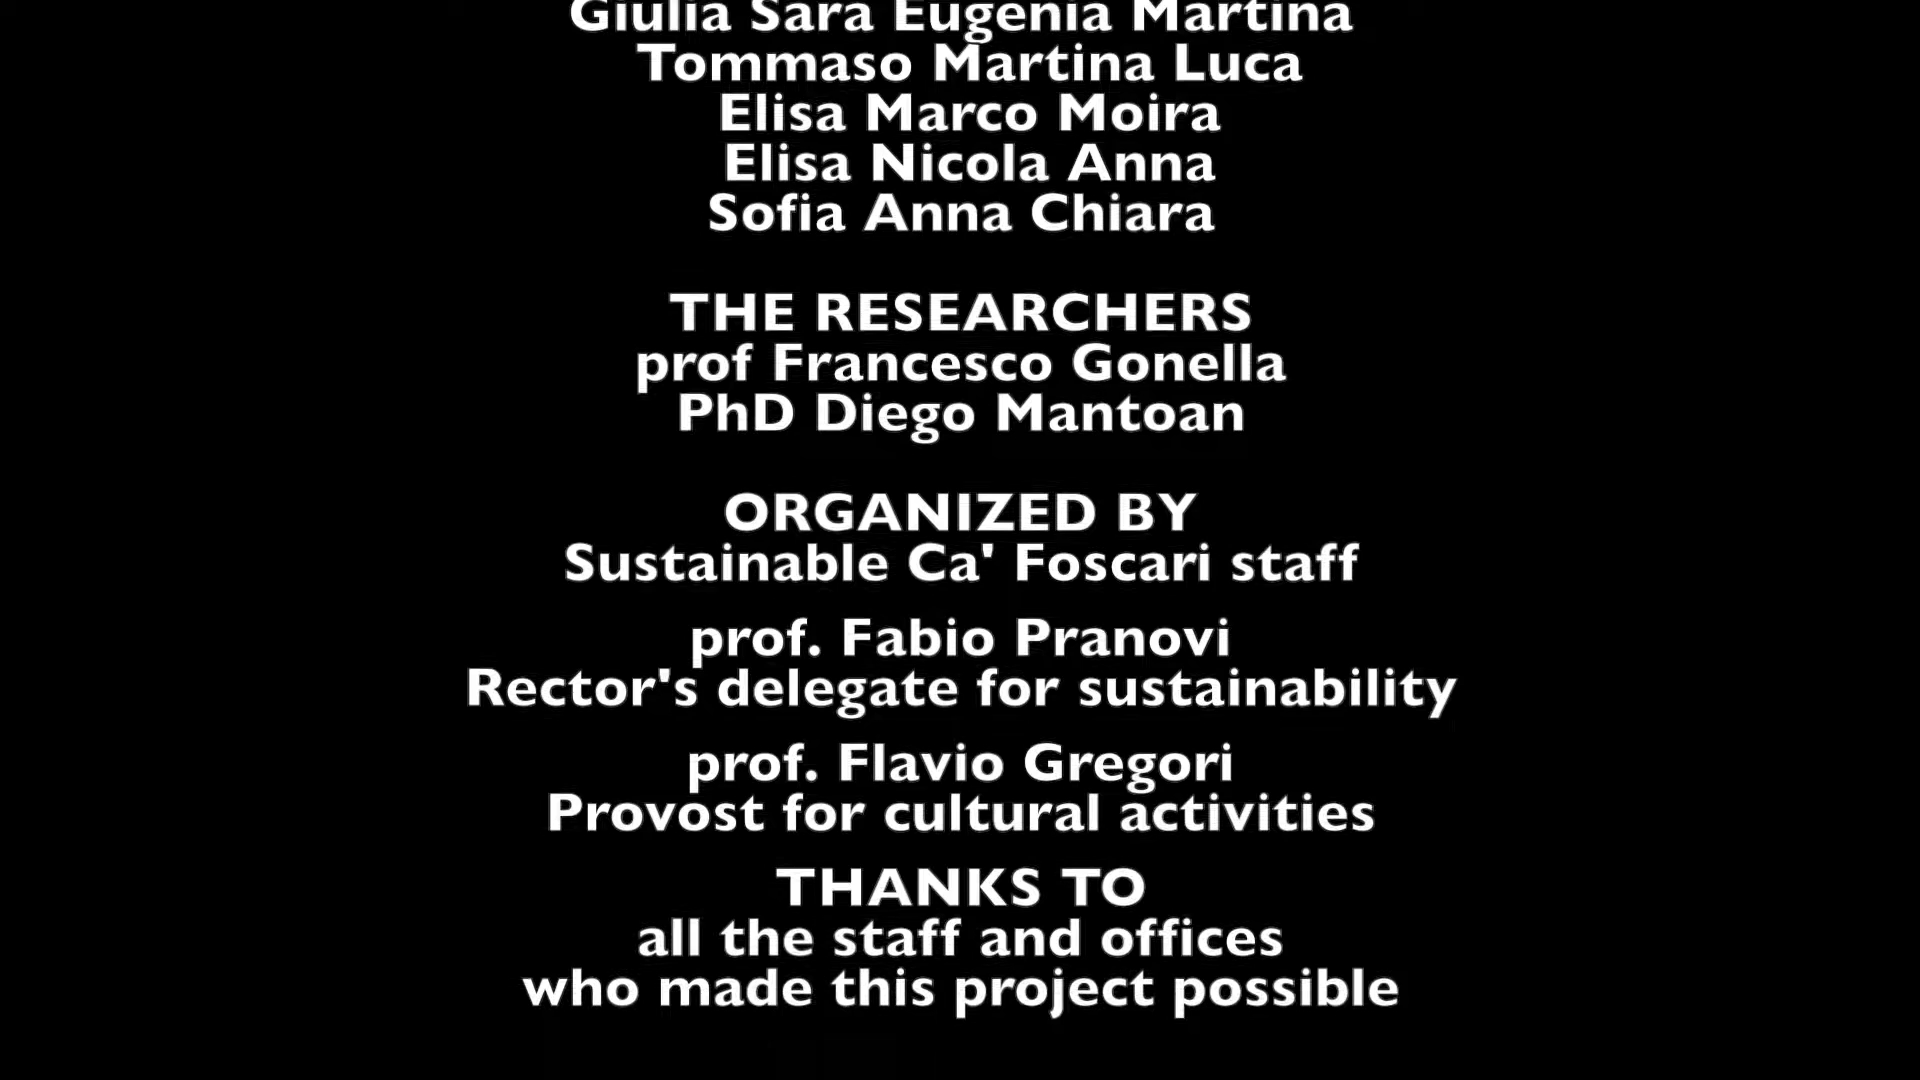 Giulia Sara Eugenia Martina
Tommaso Martina Luca
Elisa Marco Moira
Elisa Nicola Anna
Sofia Anna Chiara
THE RESEARCHERS
prof Francesco Gonella
PhD Diego Mantoan
ORGANIZED BY
Sustainable Ca' Foscari staff
prof. Fabio Pranovi
Rector's delegate for sustainability
prof. Flavio Gregori
Provost for cultural activities
THANKS TO
all the staff and offices
who made this project possible